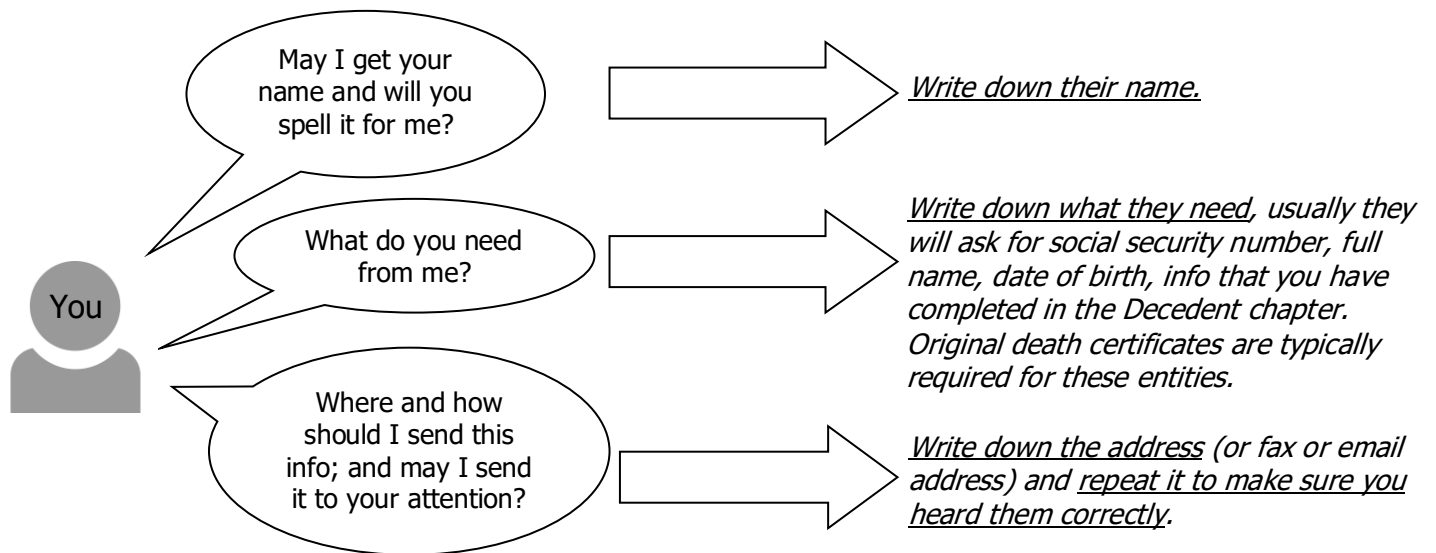 May I get your
name and will you
spell it for me?
Write down their name.
What do you need
from me?
Write down what they need, usually they
will ask for social security number, full
name, date of birth, info that you have
completed in the Decedent chapter.
Original death certificates are typically
required for these entities.
You
Where and how
should I send this
info; and may I send
it to your attention?
Write down the address (or fax or email
address) and repeat it to make sure you
heard them correctly.